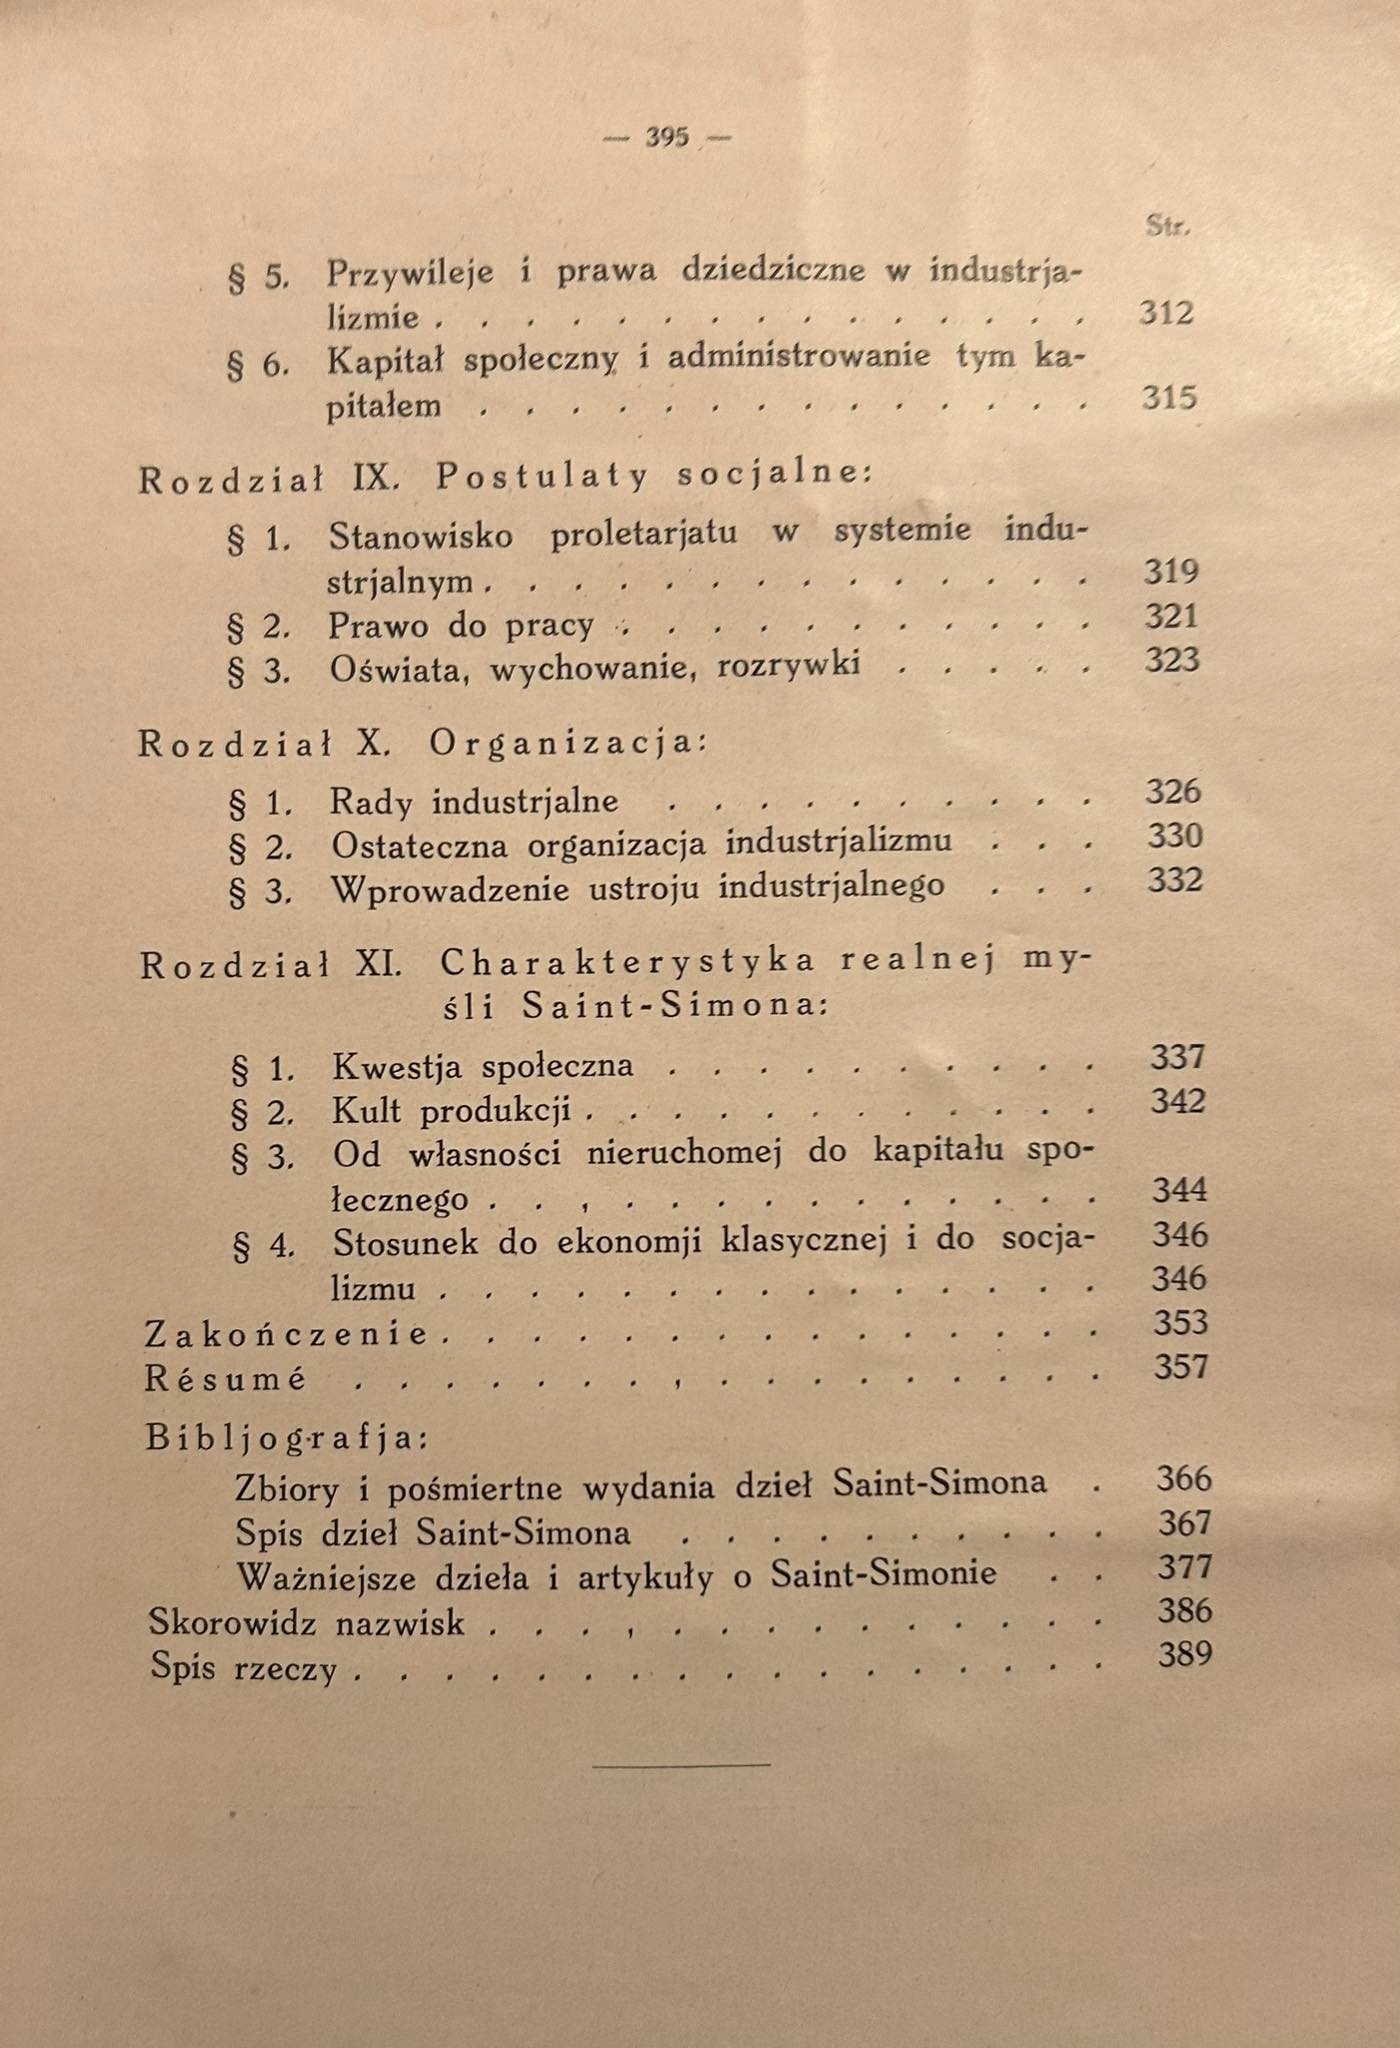 — 395 —
Str.
§ 5. Przywileje i prawa dziedziczne w industrja-
lizmie . . . . . . . . . . . . . . . 312
§ 6. Kapitał społeczny i administrowanie tym ka-
pitałem . . . . . . . . . . . . . . 315
Rozdział IX. Postulaty socjalne:
§ 1. Stanowisko proletarjatu w systemie indu-
strjalnym . . . . . . . . . . . . . . 319
§ 2. Prawo do pracy . . . . . . . . . . . 321
§ 3. Oświata, wychowanie, rozrywki . . . . . 323
Rozdział X. Organizacja:
§ 1. Rady industrjalne . . . . . . . . . . 326
§ 2. Ostateczna organizacja industrjalizmu . . . 330
§ 3. Wprowadzenie ustroju industrjalnego . . . 332
Rozdział XI. Charakterystyka realnej my-
śli Saint-Simona:
§ 1. Kwestja społeczna . . . . . . . . . . 337
§ 2. Kult produkcji . . . . . . . . . . . . 342
§ 3. Od własności nieruchomej do kapitału spo-
łecznego . . . . . . . . . . . . . . 344
§ 4. Stosunek do ekonomji klasycznej i do socja- 346
lizmu . . . . . . . . . . . . . . . 346
Zakończenie . . . . . . . . . . . . . . . 353
Résumé . . . . . . . . . . . . . . . . . 357
Bibljografja:
Zbiory i pośmiertne wydania dzieł Saint-Simona . 366
Spis dzieł Saint-Simona . . . . . . . . . . 367
Ważniejsze dzieła i artykuły o Saint-Simonie . . 377
Skorowidz nazwisk . . . . . . . . . . . . . . 386
Spis rzeczy . . . . . . . . . . . . . . . . . 389